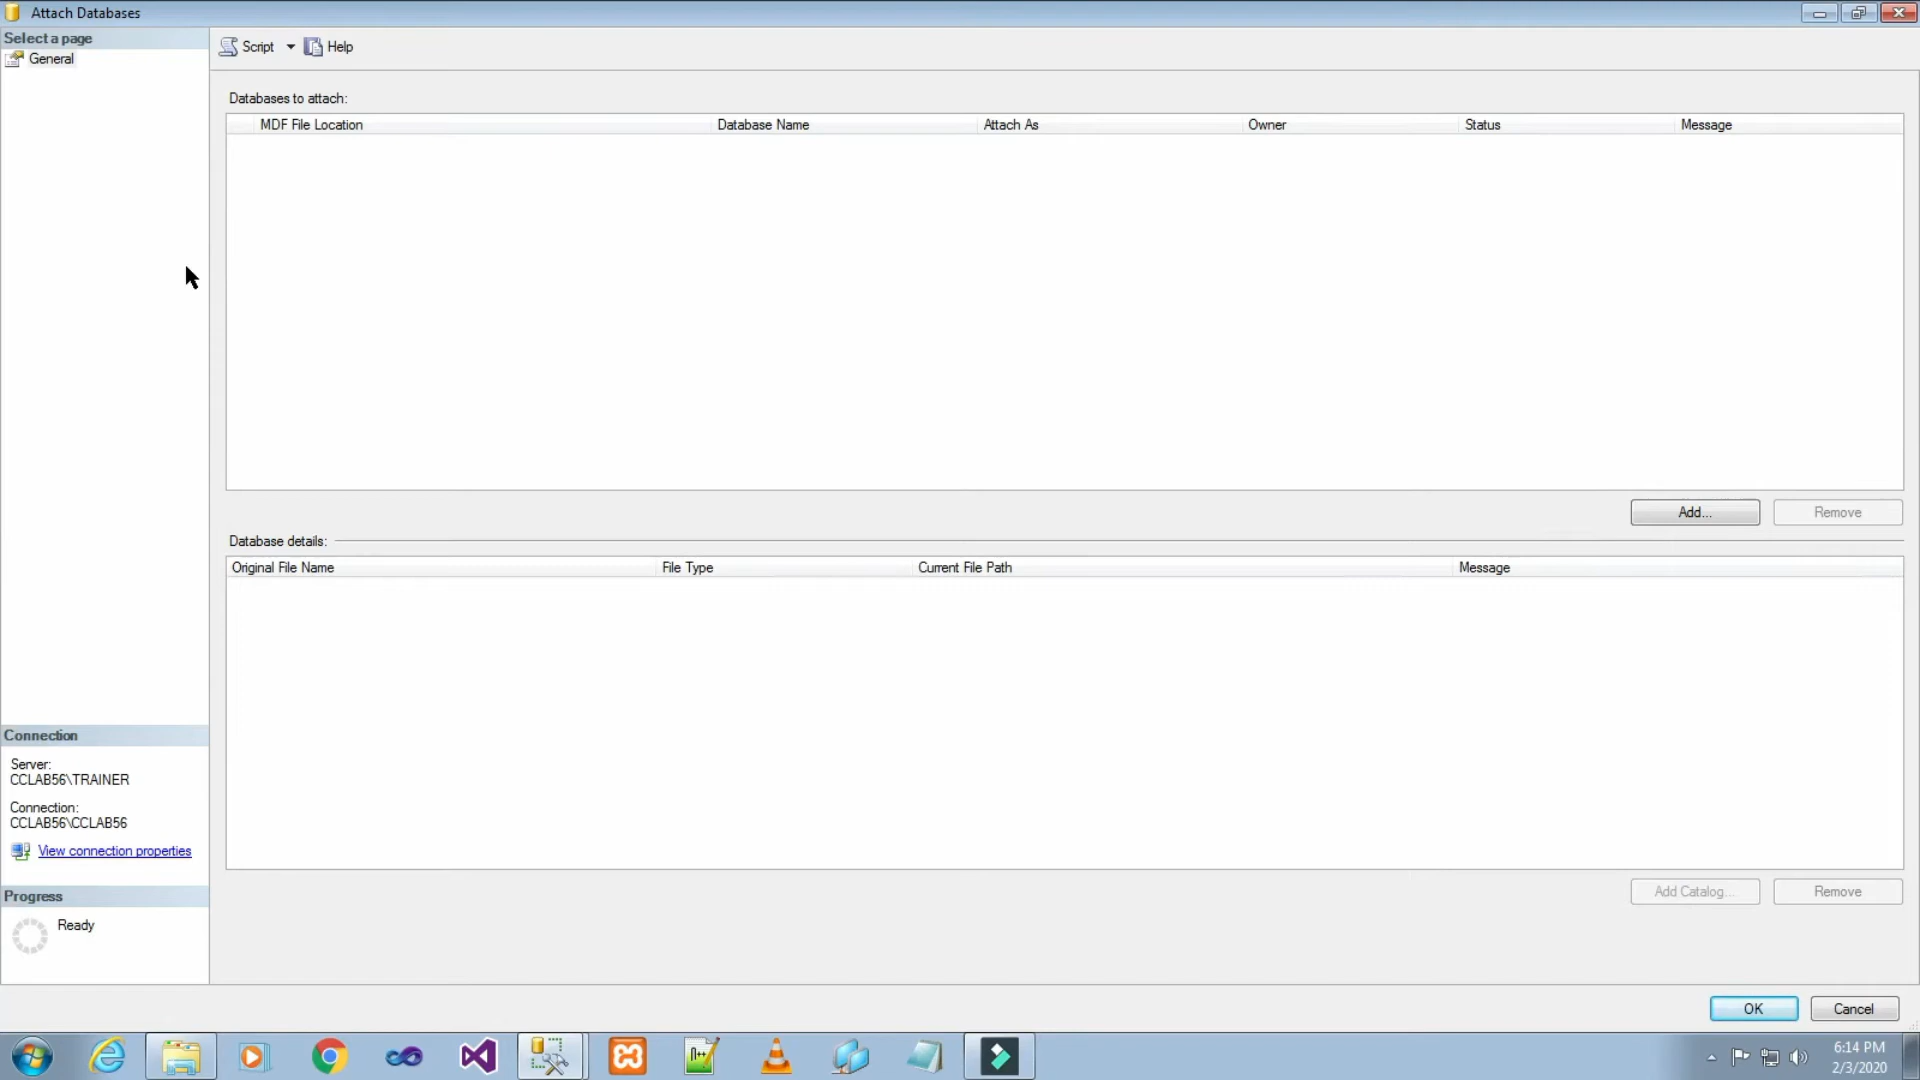 Attach Databases
Select a page
General
Script
Help
Databases to attach:
MDF File Location
Database Name
Attach As
Owner
Status
Message
Add...
Remove
Database details:
Original File Name
File Type
Current File Path
Message
Connection
Server:
CCLAB56\TRAINER
Connection:
CCLAB56\CCLAB56
View connection properties
Progress
Ready
Add Catalog...
Remove
OK
Cancel
n++
6:14 PM
2/3/2020